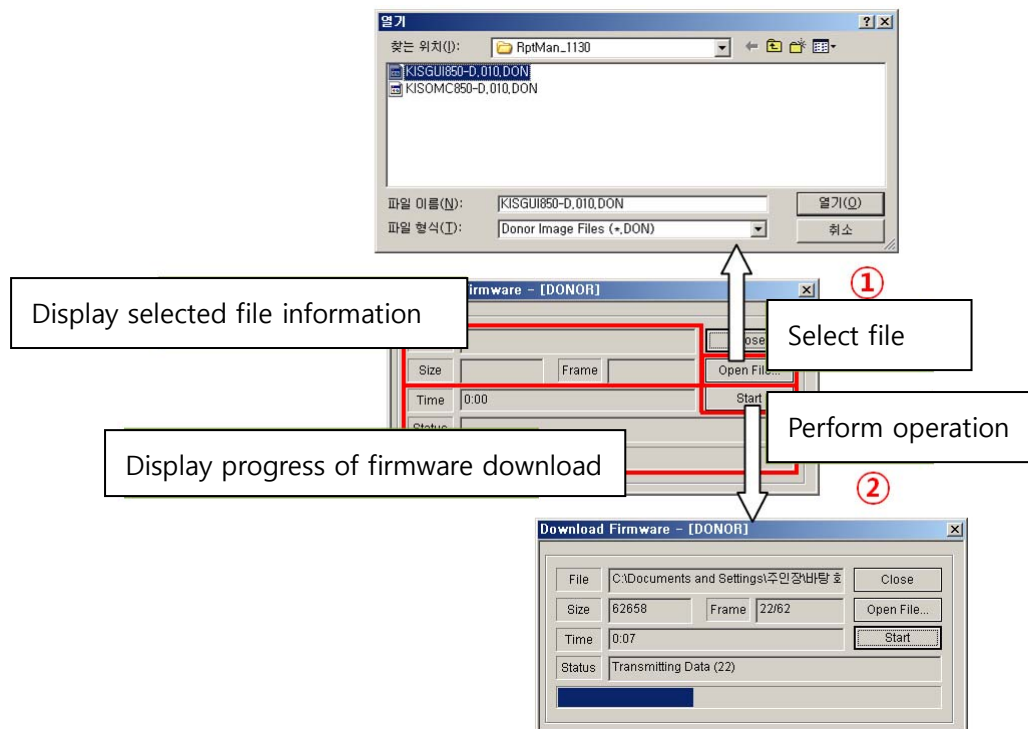 열기
찾는 위치(I):
RptMan_1130
KISGUI850-D,010,DON
KISOMC850-D,010,DON
파일 이름(N):
KISGUI850-D,010,DON
열기(O)
파일 형식(T):
Donor Image Files (*,DON)
취소
①
irmware - [DONOR]
Display selected file information
Select file
Size
Frame
Open File...
Time
0:00
Start
Status
Perform operation
Display progress of firmware download
②
Download Firmware - [DONOR]
File
C:\Documents and Settings\주인장\바탕 호
Close
Size
62658
Frame
22/62
Open File...
Time
0:07
Start
Status
Transmitting Data (22)